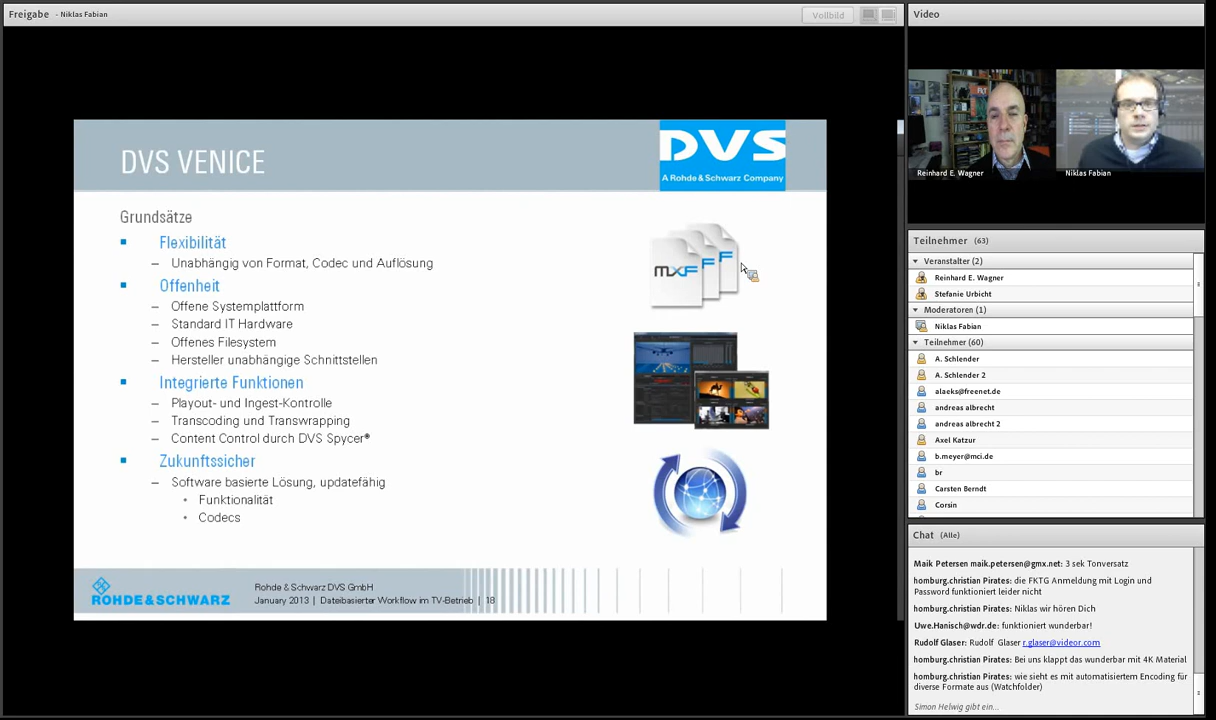 Freigabe - Niklas Fabian
Vollbild
DVS VENICE
DVS
A Rohde & Schwarz Company
Grundsätze
Flexibilität
– Unabhängig von Format, Codec und Auflösung
Offenheit
– Offene Systemplattform
– Standard IT Hardware
– Offenes Filesystem
– Hersteller unabhängige Schnittstellen
Integrierte Funktionen
– Playout- und Ingest-Kontrolle
– Transcoding und Transwrapping
– Content Control durch DVS Spycer®
Zukunftssicher
– Software basierte Lösung, updatefähig
• Funktionalität
• Codecs
MXF F F
ROHDE & SCHWARZ
Rohde & Schwarz DVS GmbH
January 2013 | Dateibasierter Workflow im TV-Betrieb | 18
Video
Reinhard E. Wagner
Niklas Fabian
Teilnehmer (63)
Veranstalter (2)
Reinhard E. Wagner
Stefanie Urbicht
Moderatoren (1)
Niklas Fabian
Teilnehmer (60)
A. Schlender
A. Schlender 2
alaeks@freenet.de
andreas albrecht
andreas albrecht 2
Axel Katzur
b.meyer@mci.de
br
Carsten Berndt
Corsin
Chat (Alle)
Maik Petersen maik.petersen@gmx.net: 3 sek Tonversatz
homburg.christian Pirates: die FKTG Anmeldung mit Login und
Password funktioniert leider nicht
homburg.christian Pirates: Niklas wir hören Dich
Uwe.Hanisch@wdr.de: funktioniert wunderbar!
Rudolf Glaser: Rudolf Glaser r.glaser@videor.com
homburg.christian Pirates: Bei uns klappt das wunderbar mit 4K Material
homburg.christian Pirates: wie sieht es mit automatisiertem Encoding für
diverse Formate aus (Watchfolder)
Simon Helwig gibt ein...